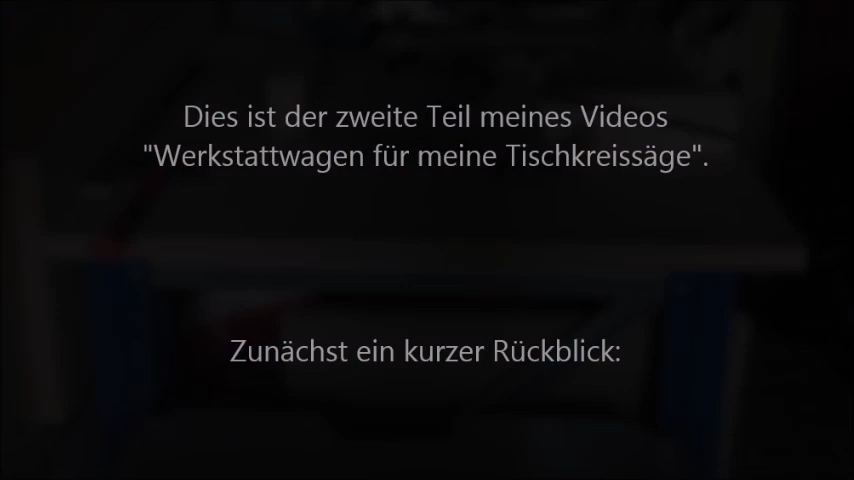 Dies ist der zweite Teil meines Videos
"Werkstattwagen für meine Tischkreissäge".
Zunächst ein kurzer Rückblick: